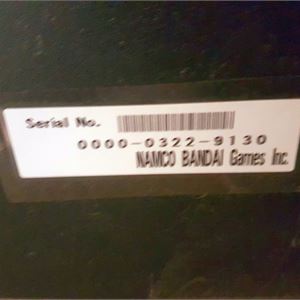 Serial No.
0000-0322-9130
NAMCO BANDAI Games Inc.